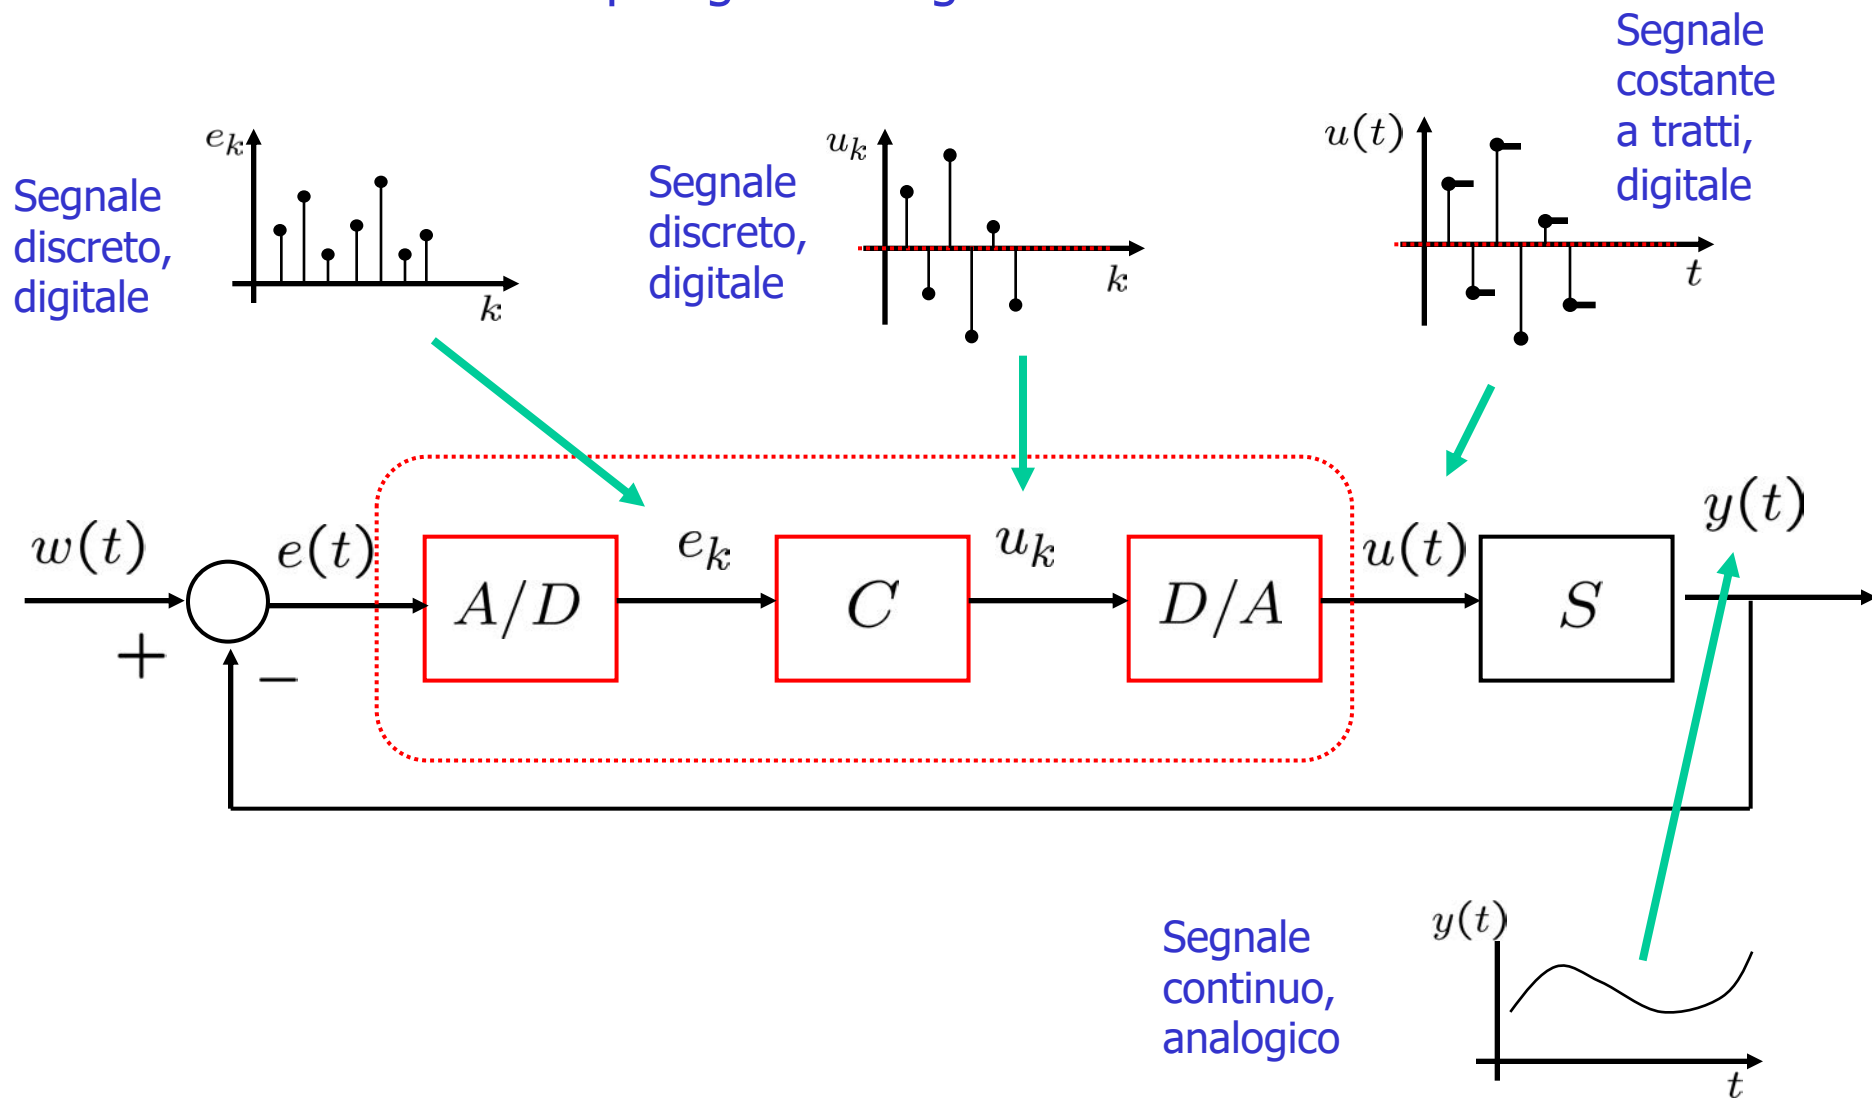 Segnale
costante
a tratti,
digitale
e_k
k
Segnale
discreto,
digitale
u_k
k
Segnale
discreto,
digitale
u(t)
t
w(t)
+
−
e(t)
A/D
e_k
C
u_k
D/A
u(t)
S
y(t)
Segnale
continuo,
analogico
y(t)
t